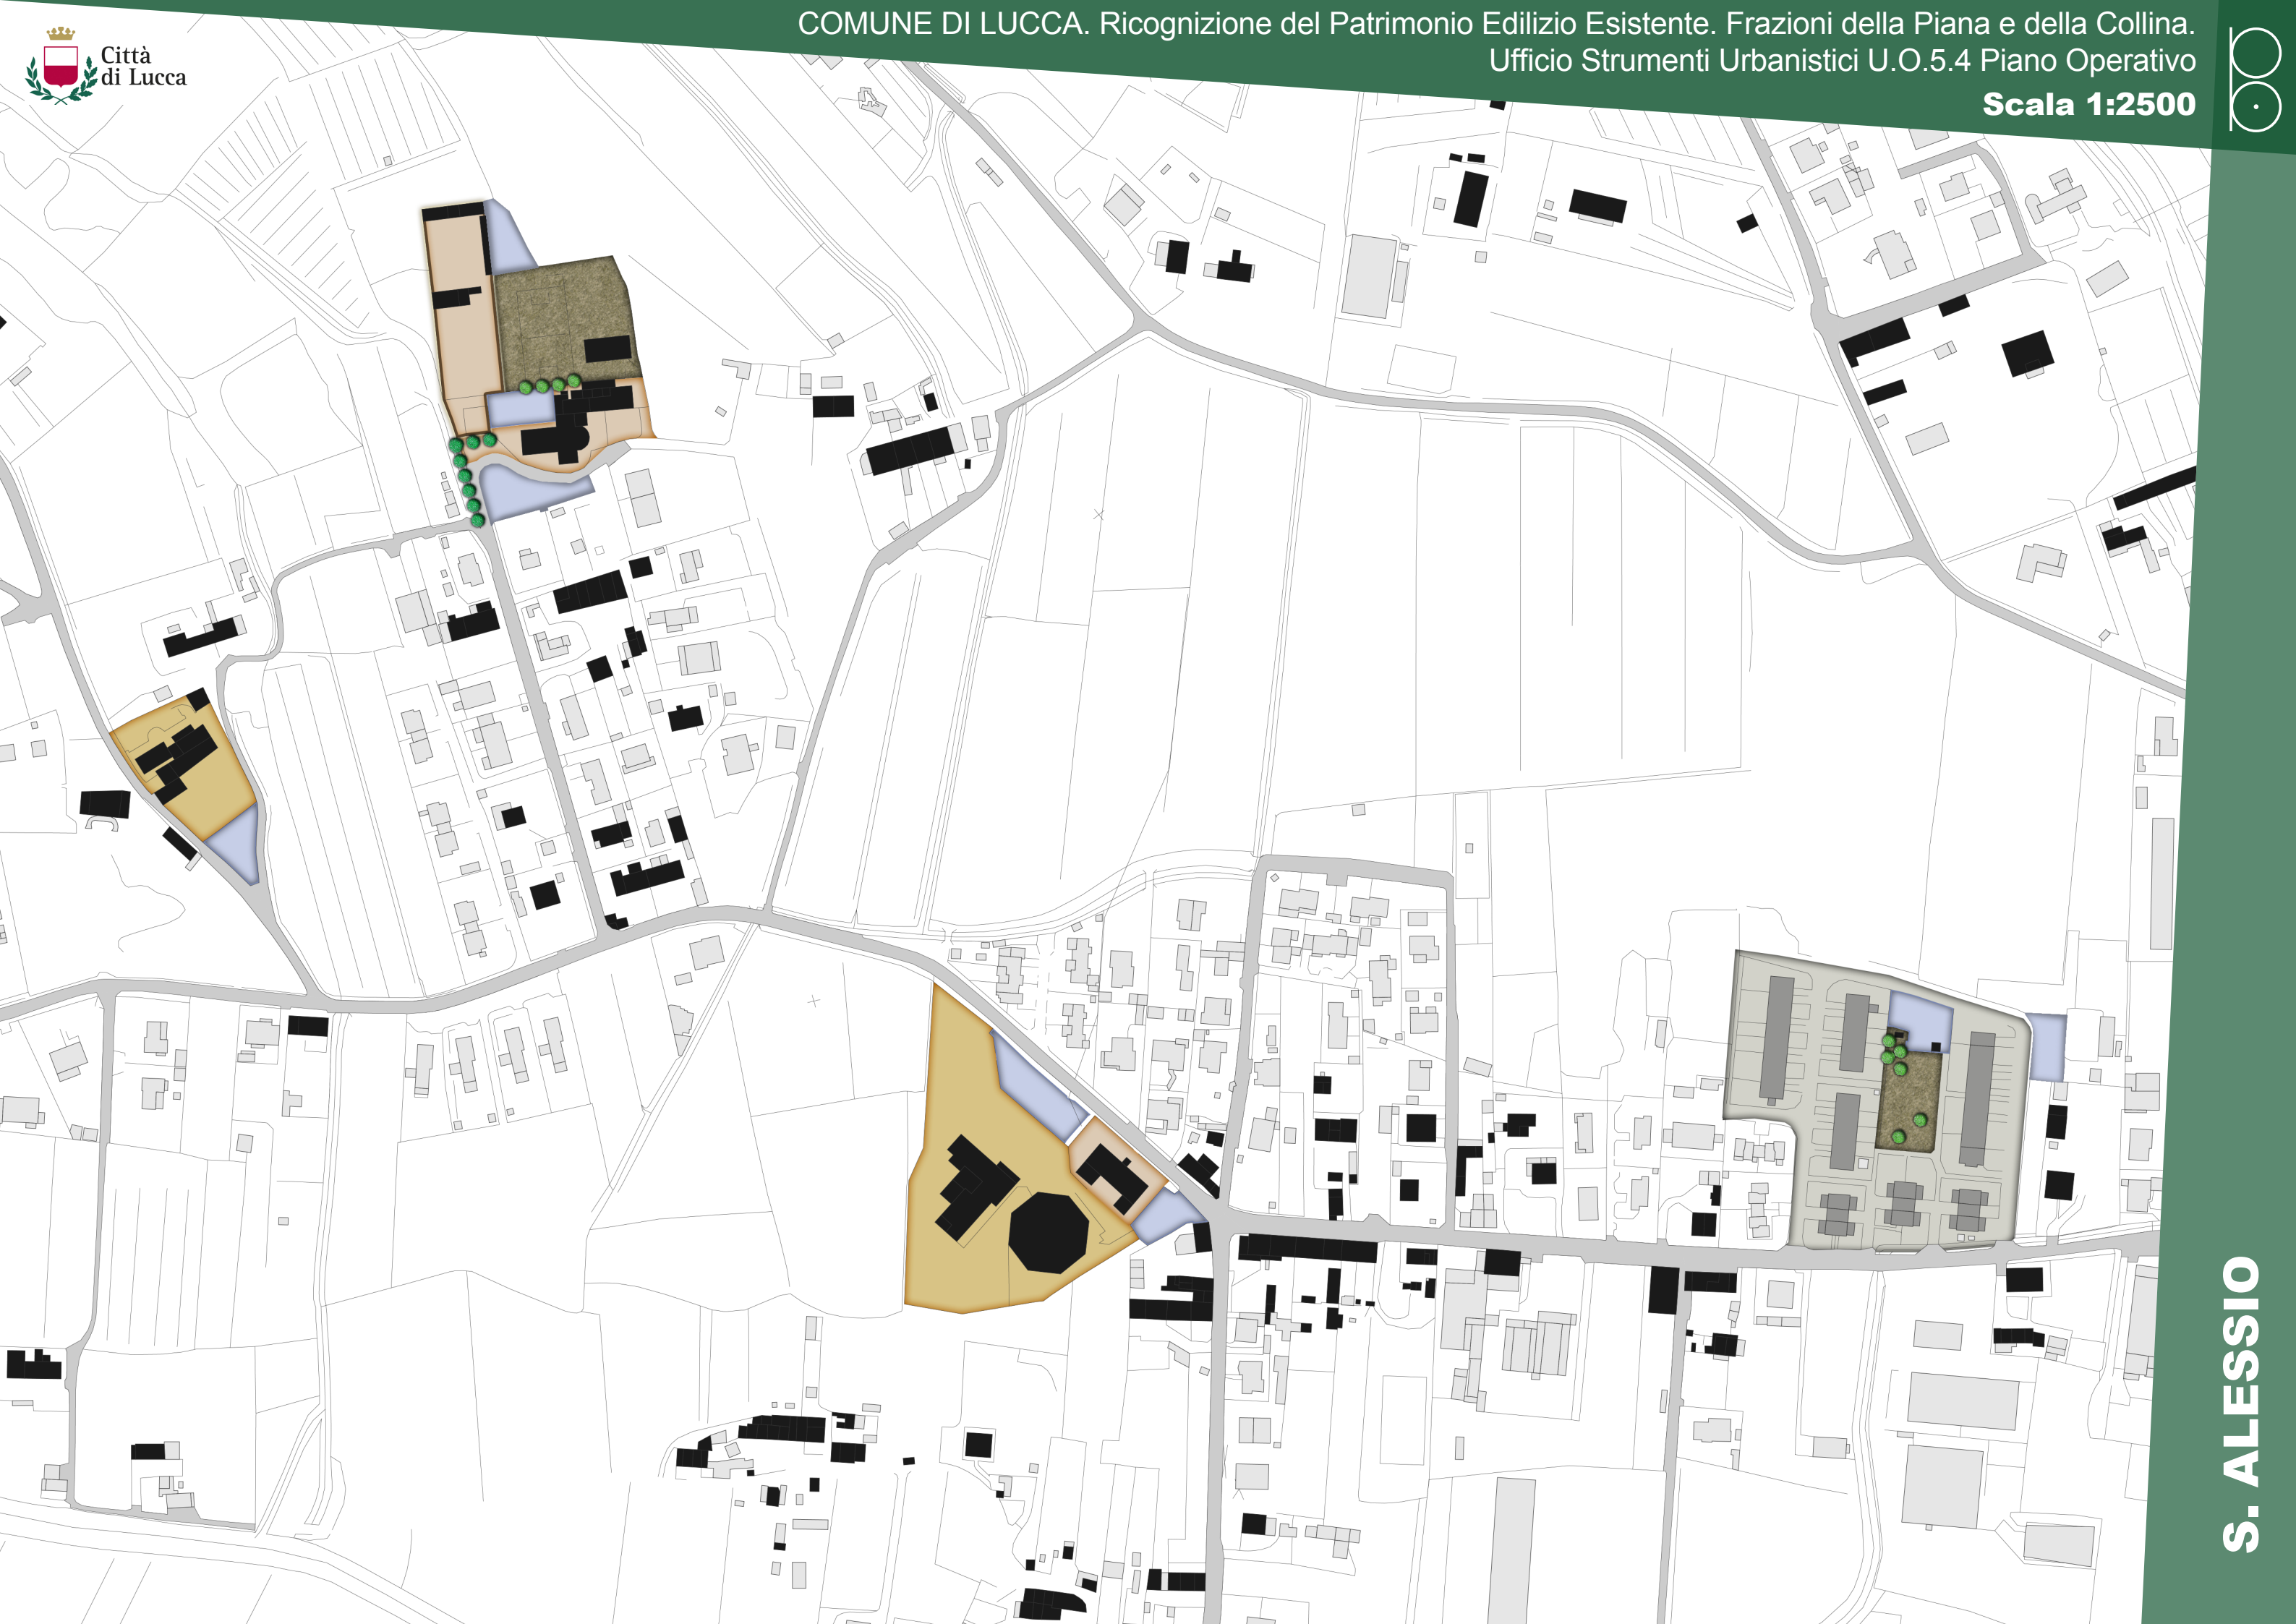 Città
di Lucca
COMUNE DI LUCCA. Ricognizione del Patrimonio Edilizio Esistente. Frazioni della Piana e della Collina.
Ufficio Strumenti Urbanistici U.O.5.4 Piano Operativo
Scala 1:2500
S. ALESSIO